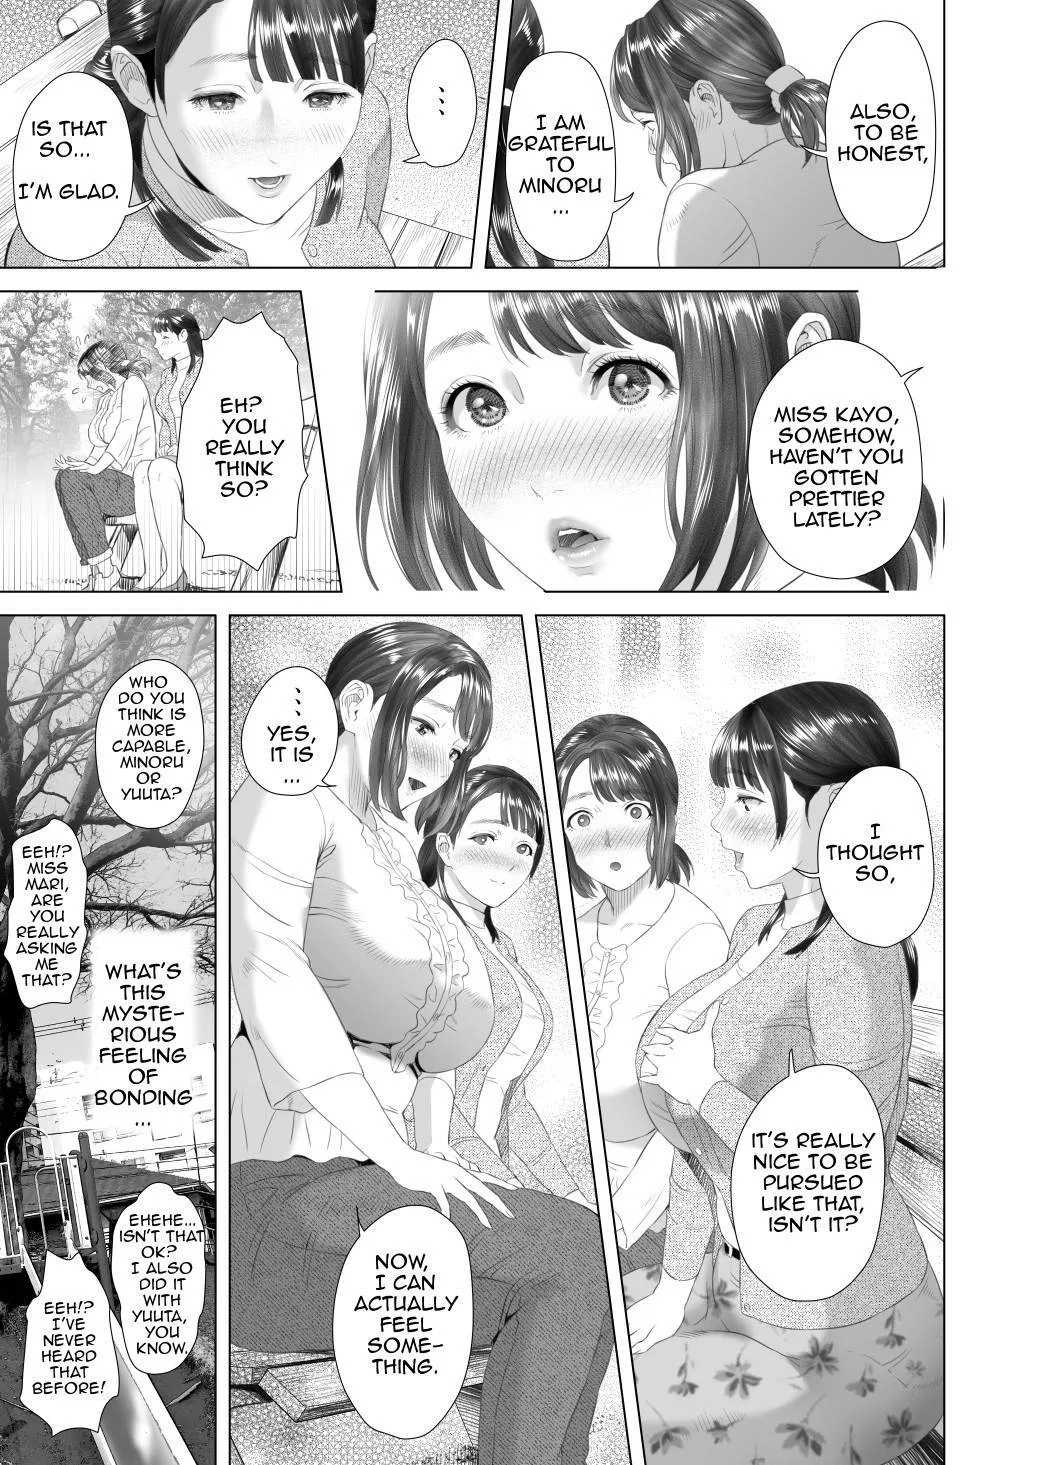 ALSO,
TO BE
HONEST,
I AM
GRATEFUL
TO
MINORU
...
...
IS THAT
SO...
I'M GLAD.
MISS KAYO,
SOMEHOW,
HAVEN'T YOU
GOTTEN
PRETTIER
LATELY?
EH?
YOU
REALLY
THINK
SO?
I
THOUGHT
SO,
IT'S REALLY
NICE TO BE
PURSUED
LIKE THAT,
ISN'T IT?
...
YES,
IT IS
...
NOW,
I CAN
ACTUALLY
FEEL
SOME-
THING.
WHO
DO YOU
THINK IS
MORE
CAPABLE,
MINORU
OR
YUUTA?
EEH!?
MISS
MARI,
ARE
YOU
REALLY
ASKING
ME
THAT?
WHAT'S
THIS
MYSTE-
RIOUS
FEELING
OF
BONDING
...
EHEHE...
ISN'T THAT
OK?
I ALSO
DID IT
WITH
YUUTA,
YOU
KNOW.
EEH!?
I'VE
NEVER
HEARD
THAT
BEFORE!